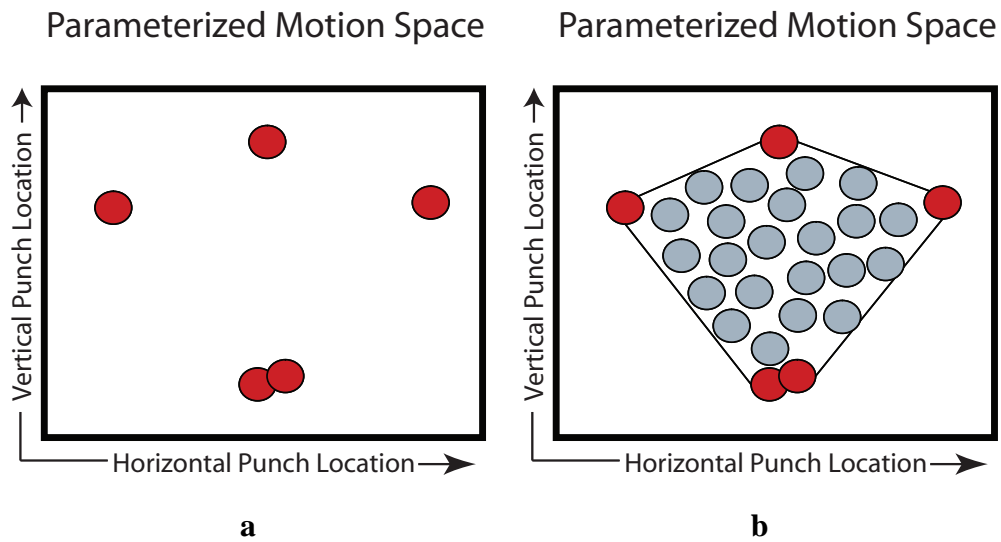 Parameterized Motion Space
Vertical Punch Location
Horizontal Punch Location
a
Parameterized Motion Space
Vertical Punch Location
Horizontal Punch Location
b